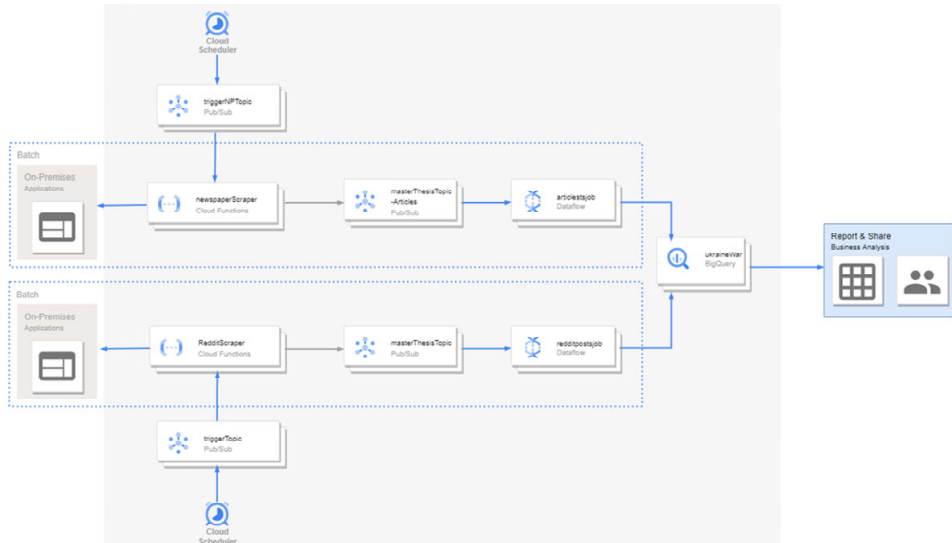 Cloud
Scheduler
triggerNPTopic
Pub/Sub
Batch
On-Premises
Applications
newspaperScraper
Cloud Functions
masterThesisTopic
-Articles
Pub/Sub
articlestsjob
Dataflow
ukraineWar
BigQuery
Report & Share
Business Analysis
Batch
On-Premises
Applications
RedditScraper
Cloud Functions
masterThesisTopic
Pub/Sub
redditpostsjob
Dataflow
triggerTopic
Pub/Sub
Cloud
Scheduler